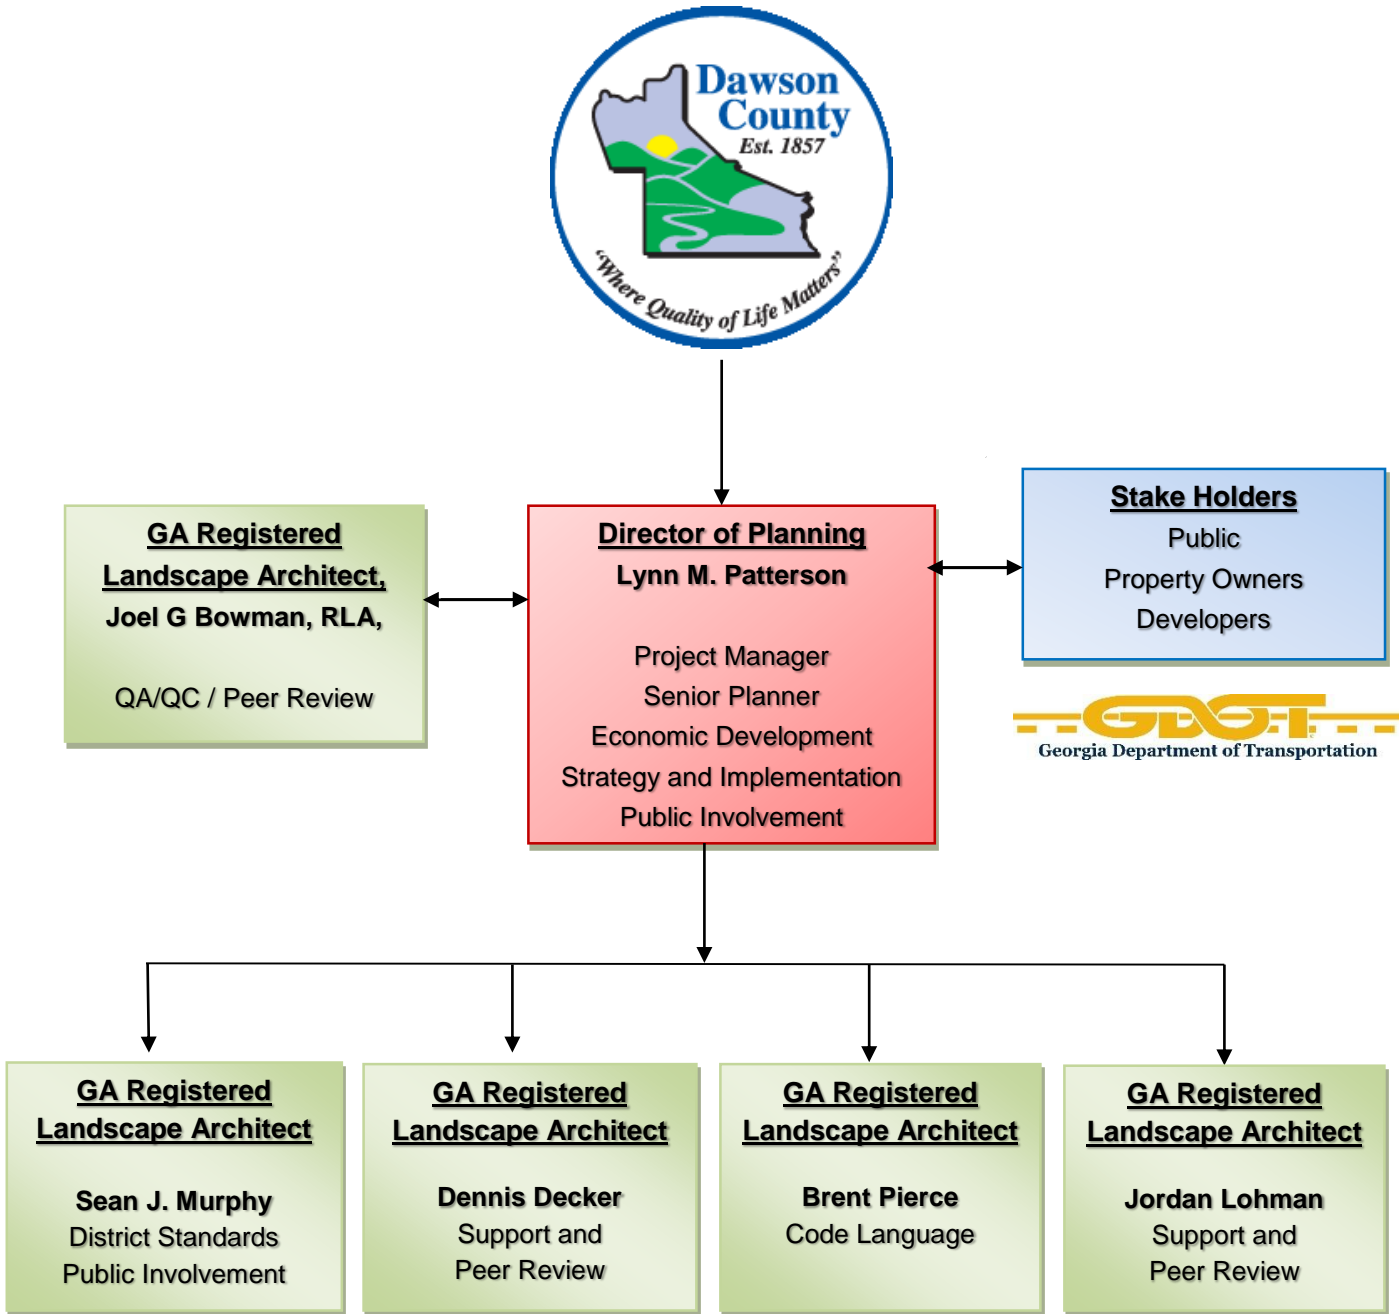 Dawson
County
Est. 1857
“Where Quality of Life Matters”
GA Registered
Landscape Architect,
Joel G Bowman, RLA,
QA/QC / Peer Review
Director of Planning
Lynn M. Patterson
Project Manager
Senior Planner
Economic Development
Strategy and Implementation
Public Involvement
Stake Holders
Public
Property Owners
Developers
GDOT
Georgia Department of Transportation
GA Registered
Landscape Architect
Sean J. Murphy
District Standards
Public Involvement
GA Registered
Landscape Architect
Dennis Decker
Support and
Peer Review
GA Registered
Landscape Architect
Brent Pierce
Code Language
GA Registered
Landscape Architect
Jordan Lohman
Support and
Peer Review